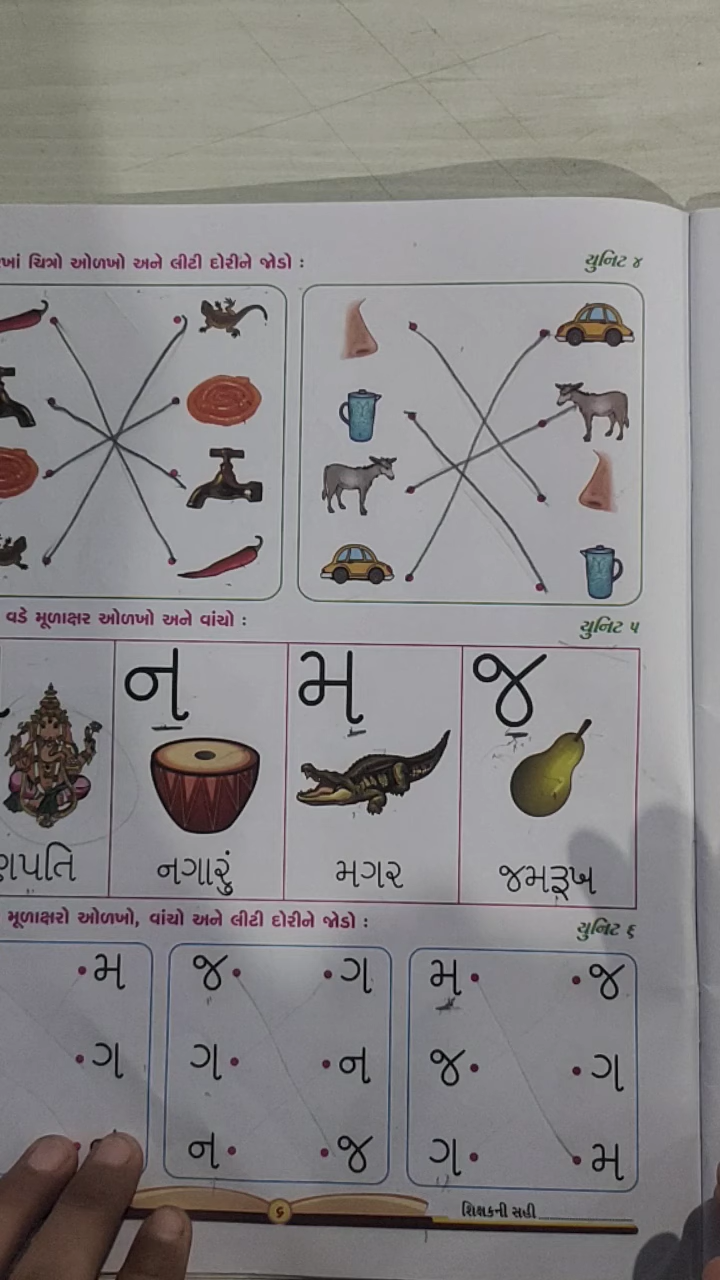 ખાં ચિત્રો ઓળખો અને લીટી દોરીને જોડો :
યુનિટ ૪
વડે મૂળાક્ષર ઓળખો અને વાંચો :
યુનિટ ૫
ન મ જ
ણપતિ નગારું મગર જમરૂખ
મૂળાક્ષરો ઓળખો, વાંચો અને લીટી દોરીને જોડો :
યુનિટ ૬
મ જ ગ મ જ
ગ ગ ન જ ગ
ન જ ગ મ
૬
શિક્ષકની સહી